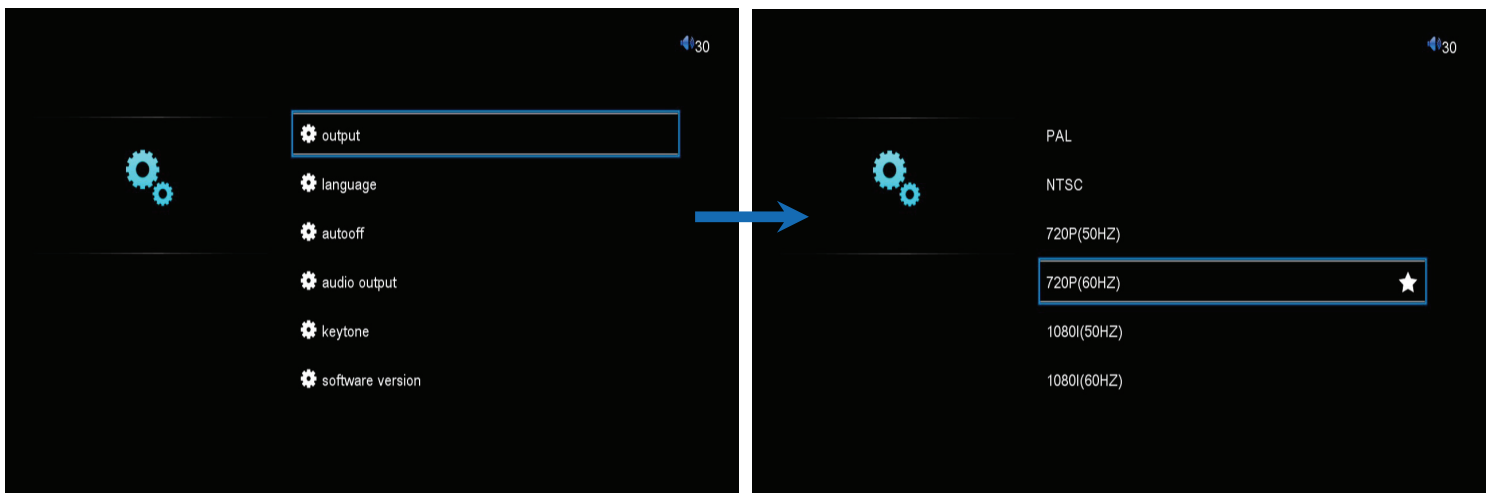 30
output
language
autooff
audio output
keytone
software version
30
PAL
NTSC
720P(50HZ)
720P(60HZ)
1080I(50HZ)
1080I(60HZ)